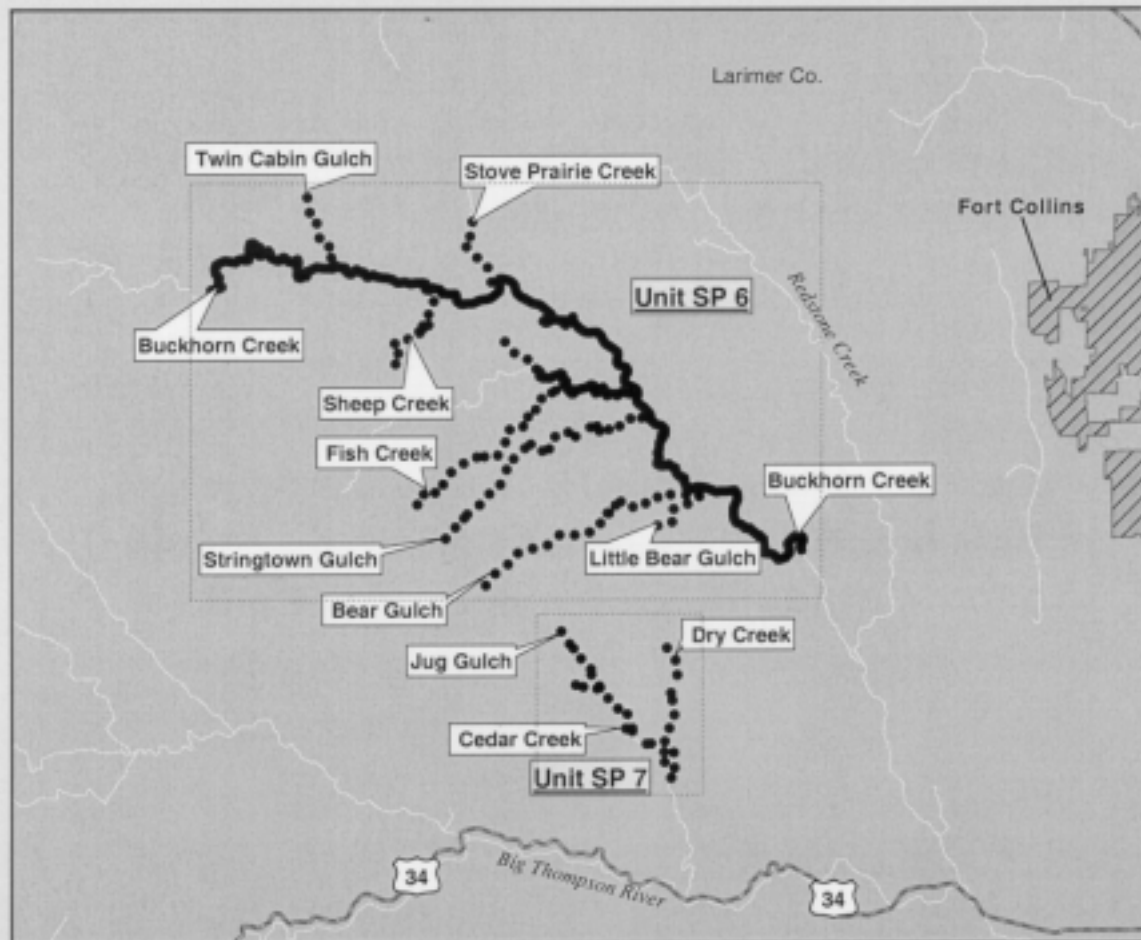 Larimer Co.
Twin Cabin Gulch
Stove Prairie Creek
Fort Collins
Unit SP 6
Redstone Creek
Buckhorn Creek
Sheep Creek
Fish Creek
Buckhorn Creek
Stringtown Gulch
Little Bear Gulch
Bear Gulch
Dry Creek
Jug Gulch
Cedar Creek
Unit SP 7
Big Thompson River
34
34